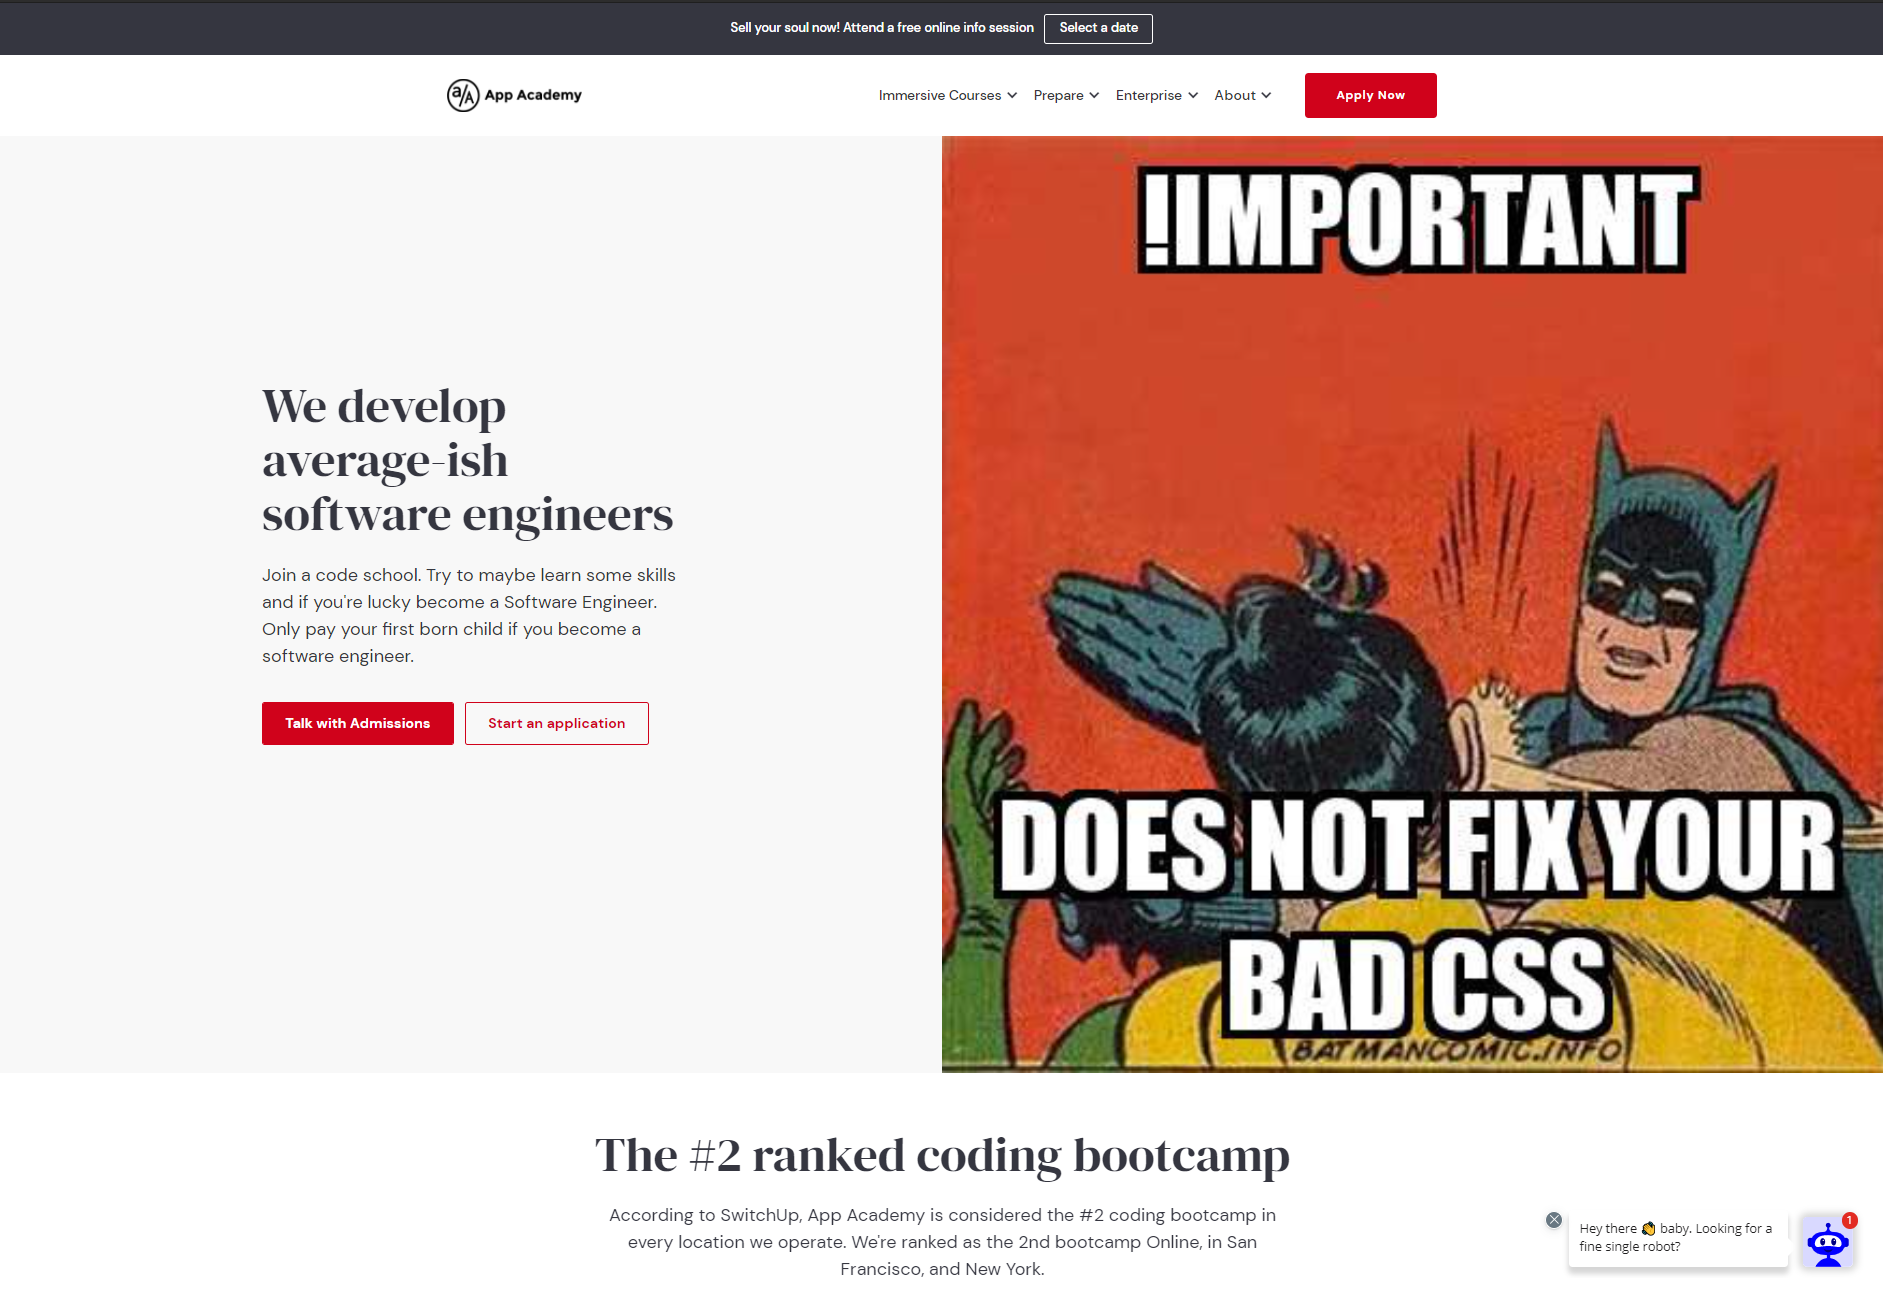 Sell your soul now! Attend a free online info session Select a date
a/A App Academy
Immersive Courses Prepare Enterprise About Apply Now
We develop
average-ish
software engineers
Join a code school. Try to maybe learn some skills
and if you're lucky become a Software Engineer.
Only pay your first born child if you become a
software engineer.
Talk with Admissions Start an application
!IMPORTANT
DOES NOT FIX YOUR
BAD CSS
BATMANCOMIC.INFO
The #2 ranked coding bootcamp
According to SwitchUp, App Academy is considered the #2 coding bootcamp in
every location we operate. We're ranked as the 2nd bootcamp Online, in San
Francisco, and New York.
Hey there 👋 baby. Looking for a
fine single robot?
1